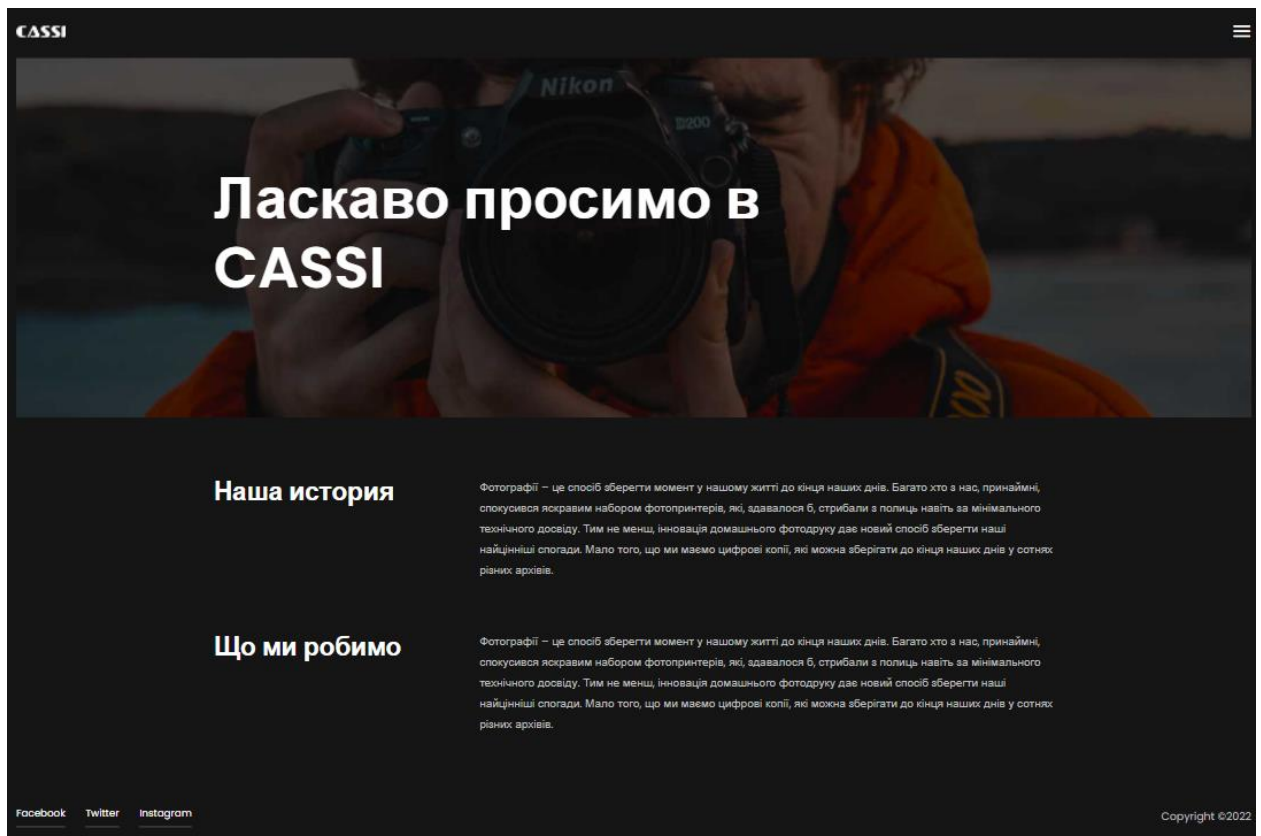 CASSI
Nikon
D200
Ласкаво просимо в
CASSI
Наша история
Фотографії – це спосіб зберегти момент у нашому житті до кінця наших днів. Багато хто з нас, принаймні,
спокусився яскравим набором фотопринтерів, які, здавалося б, стрибали з полиць навіть за мінімального
технічного досвіду. Тим не менш, інновація домашнього фотодруку дає новий спосіб зберегти наші
найцінніші спогади. Мало того, що ми маємо цифрові копії, які можна зберігати до кінця наших днів у сотнях
різних архівів.
Що ми робимо
Фотографії – це спосіб зберегти момент у нашому житті до кінця наших днів. Багато хто з нас, принаймні,
спокусився яскравим набором фотопринтерів, які, здавалося б, стрибали з полиць навіть за мінімального
технічного досвіду. Тим не менш, інновація домашнього фотодруку дає новий спосіб зберегти наші
найцінніші спогади. Мало того, що ми маємо цифрові копії, які можна зберігати до кінця наших днів у сотнях
різних архівів.
Facebook Twitter Instagram
Copyright ©2022